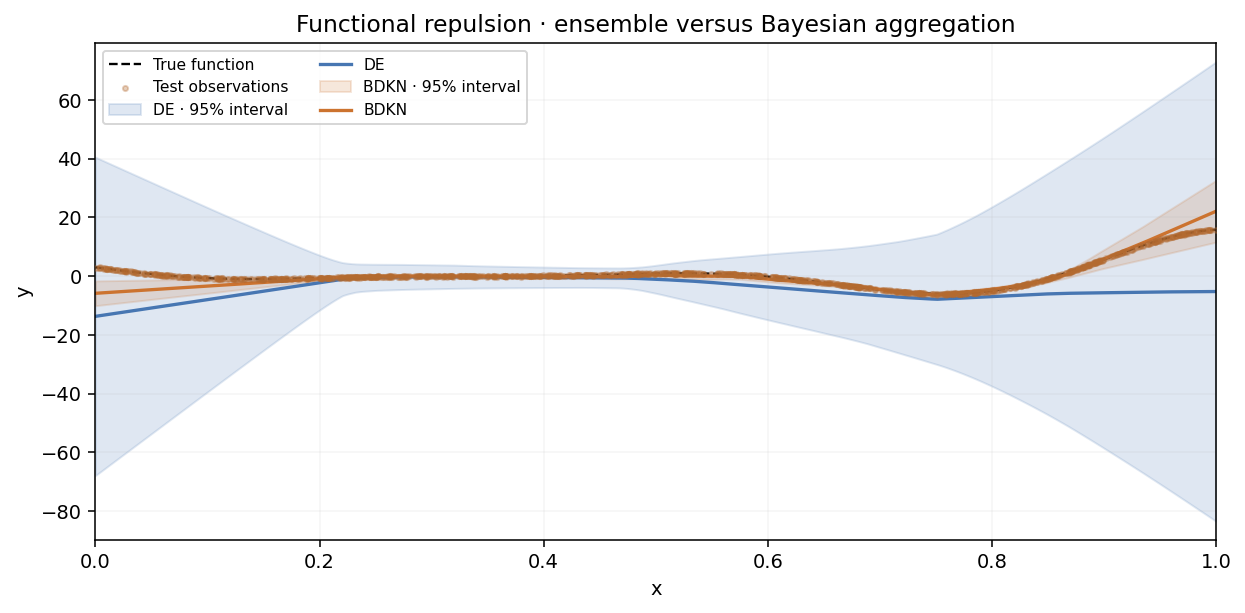 Functional repulsion · ensemble versus Bayesian aggregation
True function
Test observations
DE · 95% interval
DE
BDKN · 95% interval
BDKN
y
60
40
20
0
−20
−40
−60
−80
0.0 0.2 0.4 0.6 0.8 1.0
x